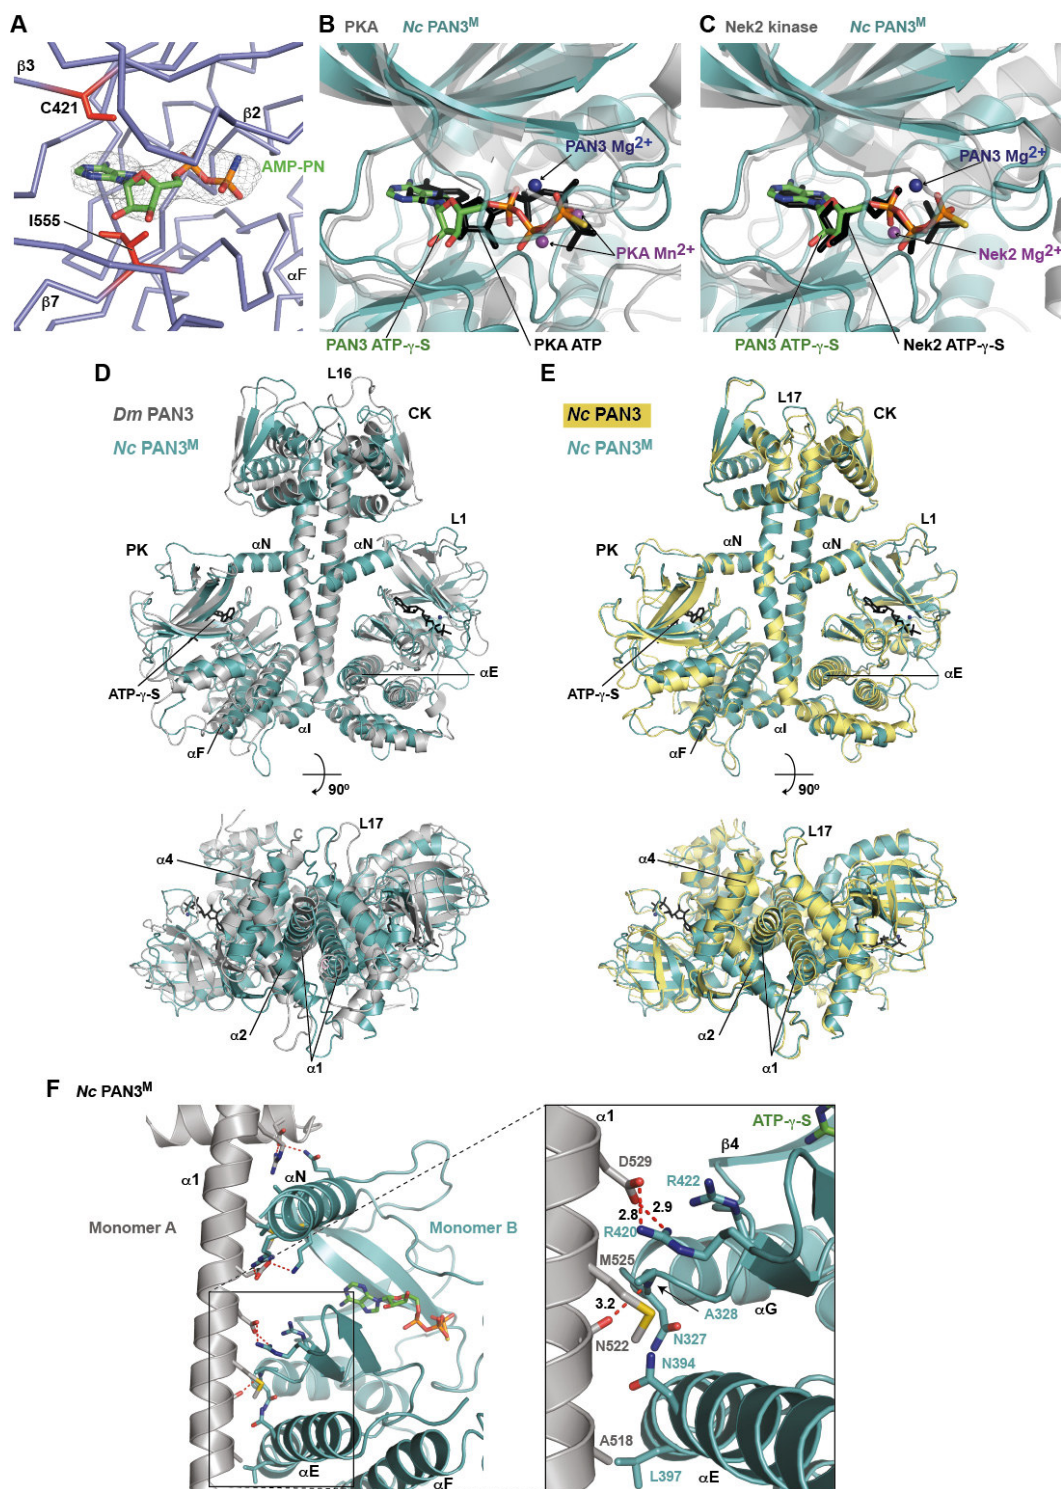 A
β3
C421
β2
AMP-PN
I555
αF
β7
B PKA Nc PAN3M
PAN3 Mg2+
PKA Mn2+
PAN3 ATP-γ-S
PKA ATP
C Nek2 kinase Nc PAN3M
PAN3 Mg2+
Nek2 Mg2+
PAN3 ATP-γ-S
Nek2 ATP-γ-S
D
Dm PAN3
Nc PAN3M
L16
CK
L1
PK
αN
αN
ATP-γ-S
αE
αI
αF
90º
C
L17
α4
α2
α1
E
Nc PAN3
Nc PAN3M
L17
CK
L1
PK
αN
αN
ATP-γ-S
αE
αI
αF
90º
L17
α4
α2
α1
F Nc PAN3M
α1
αN
Monomer A
Monomer B
αE
αF
α1
ATP-γ-S
β4
D529
R422
2.8
2.9
R420
M525
αG
3.2
A328
N522
N327
N394
A518
L397
αE